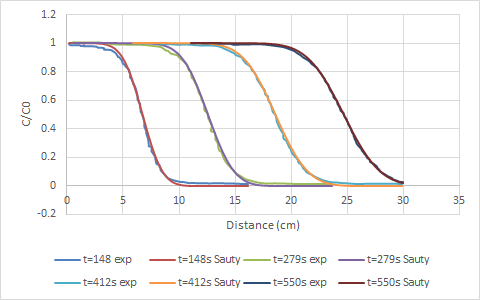 1.2
1
0.8
0.6
0.4
0.2
0
-0.2
C/C0
0 5 10 15 20 25 30 35
Distance (cm)
t=148 exp t=148s Sauty t=279s exp t=279s Sauty
t=412s exp t=412s Sauty t=550s exp t=550s Sauty